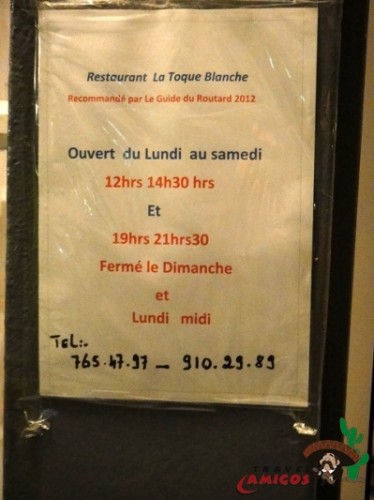 Restaurant La Toque Blanche
Recommandé par Le Guide du Routard 2012
Ouvert du Lundi au samedi
12hrs 14h30 hrs
Et
19hrs 21hrs30
Fermé le Dimanche
et
Lundi midi
TEL:.
765.47.97 — 910.29.89
TRAVEL
AMIGOS